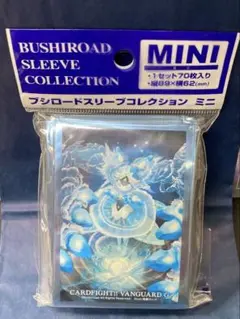 BUSHIROAD
SLEEVE
COLLECTION
MINI
・1セット70枚入り
・縦89×横62(mm)
ブシロードスリーブコレクション ミニ
CARDFIGHT!! VANGUARD G